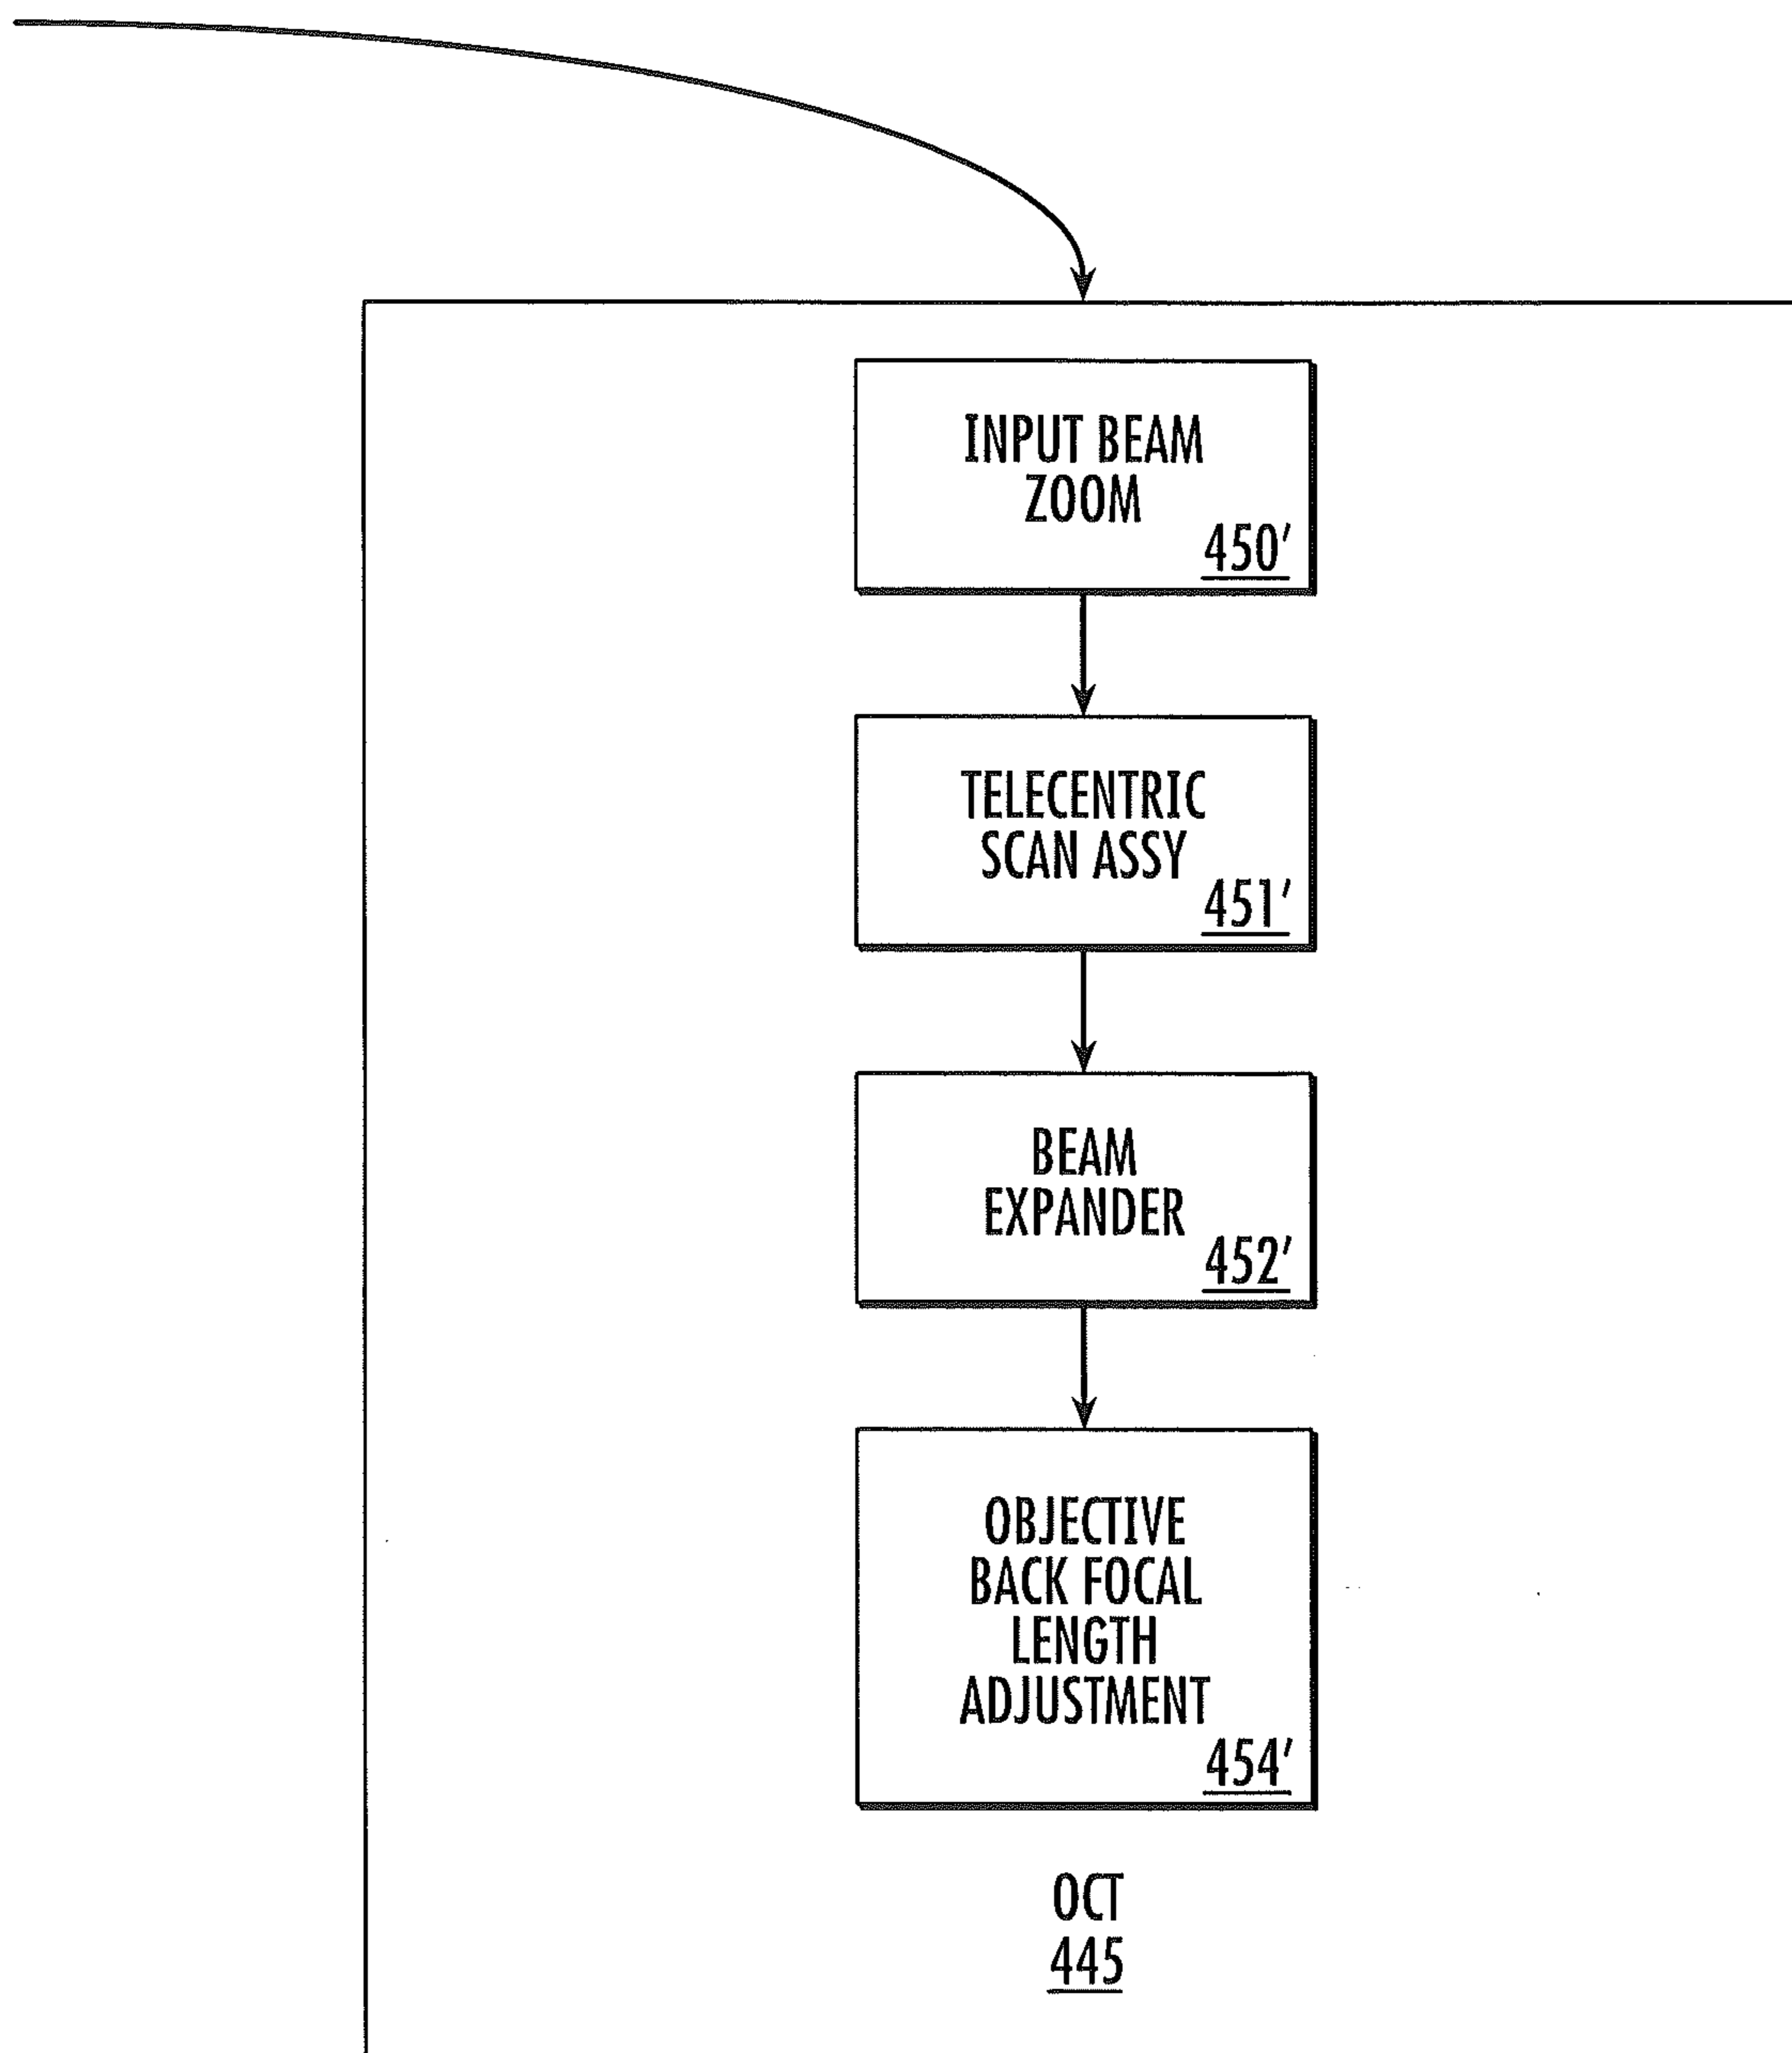 INPUT BEAM
ZOOM
450'
TELECENTRIC
SCAN ASSY
451'
BEAM
EXPANDER
452'
OBJECTIVE
BACK FOCAL
LENGTH
ADJUSTMENT
454'
OCT
445